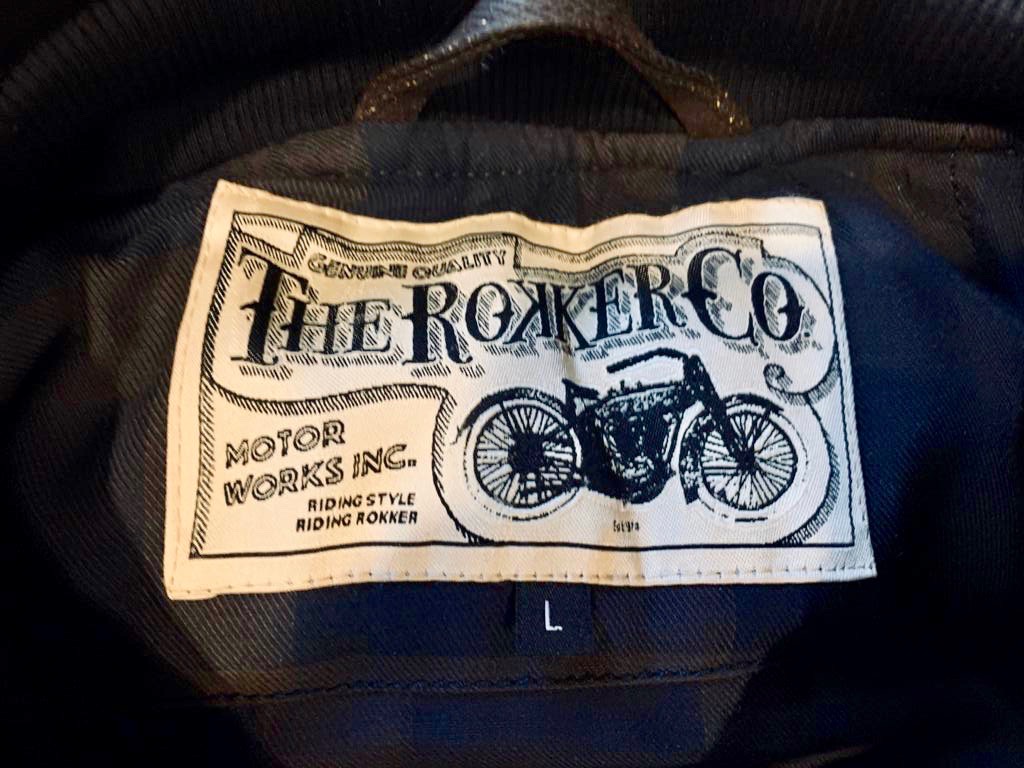 GENUINE QUALITY
THE ROKKER CO.
MOTOR
WORKS INC.
RIDING STYLE
RIDING ROKKER
L